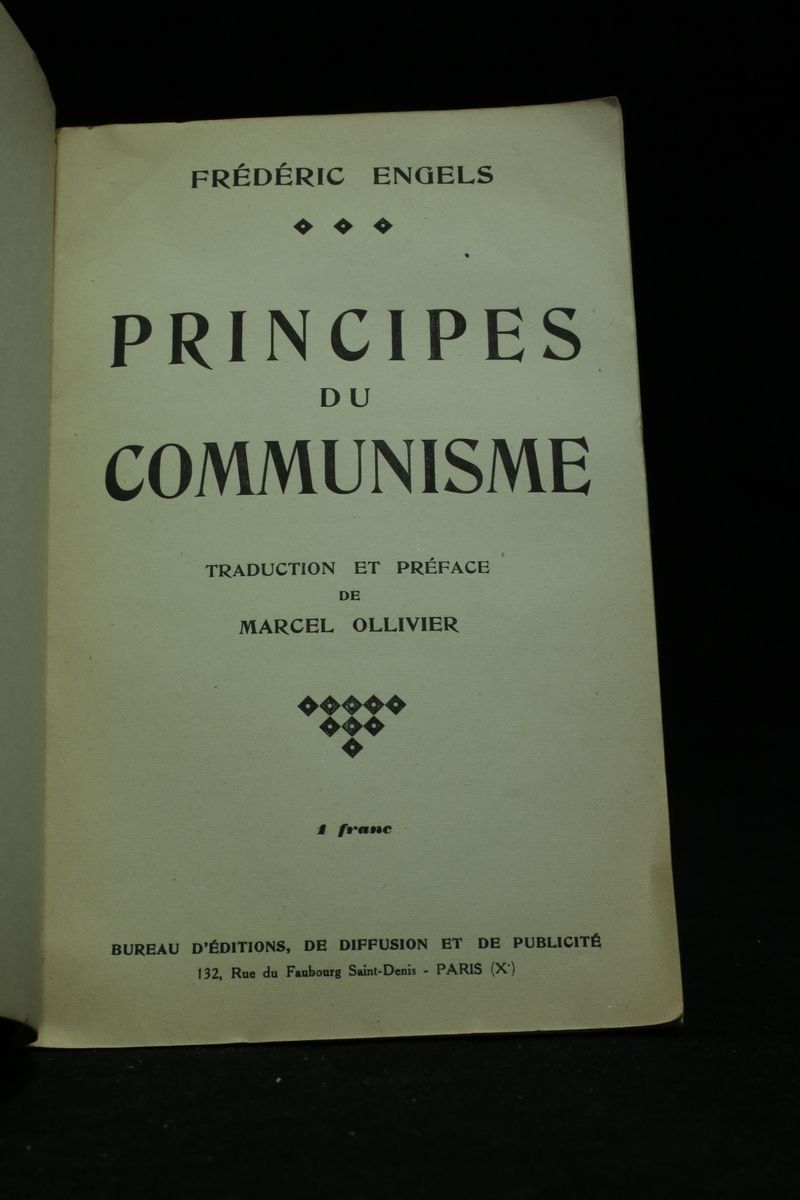 FRÉDÉRIC ENGELS
PRINCIPES
DU
COMMUNISME
TRADUCTION ET PRÉFACE
DE
MARCEL OLLIVIER
1 franc
BUREAU D'ÉDITIONS, DE DIFFUSION ET DE PUBLICITÉ
132, Rue du Faubourg Saint-Denis - PARIS (Xᵉ)